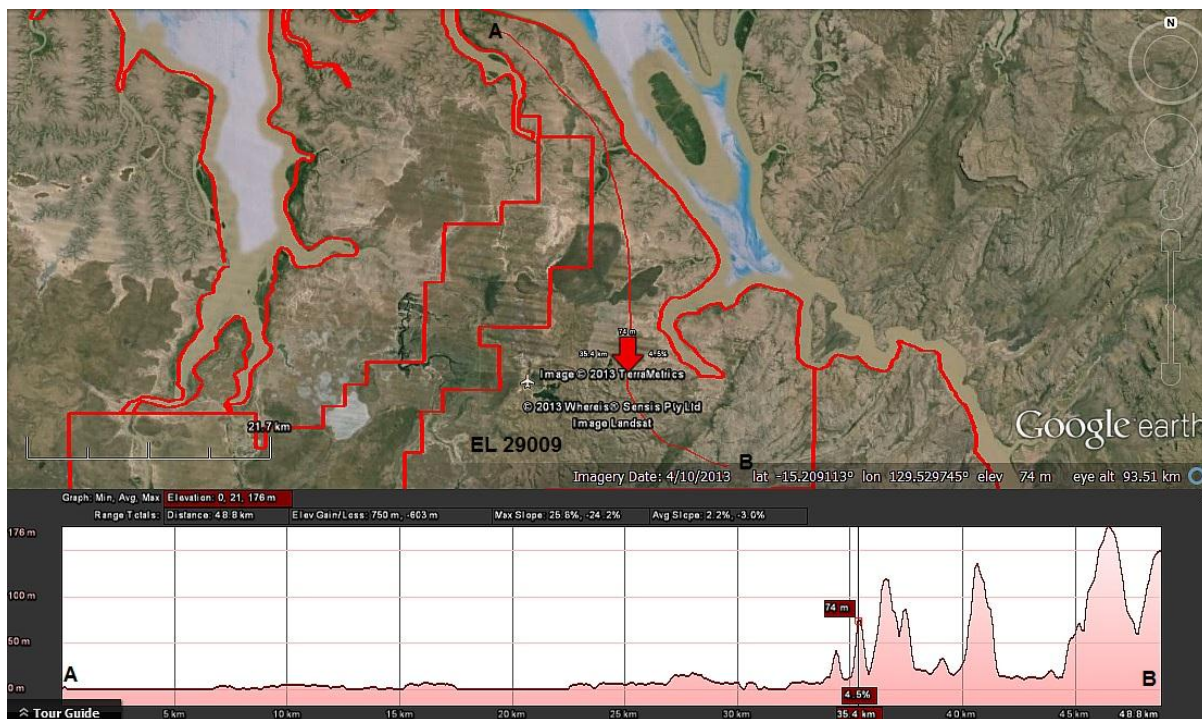 N
A
74 m
35.4 km 4.5%
Image © 2013 TerraMetrics
© 2013 Whereis® Sensis Pty Ltd
Image Landsat
21.7 km
EL 29009
B
Google earth
Imagery Date: 4/10/2013 lat -15.209113° lon 129.529745° elev 74 m eye alt 93.51 km
Graph: Min, Avg, Max Elevation: 0, 21, 176 m
Range Totals: Distance: 48.8 km Elev Gain/Loss: 750 m, -603 m Max Slope: 25.8%, -24.2% Avg Slope: 2.2%, -3.0%
176 m
100 m
74 m
50 m
A
B
0 m
4.5%
Tour Guide 5 km 10 km 15 km 20 km 25 km 30 km 35.4 km 40 km 45 km 48.8 km